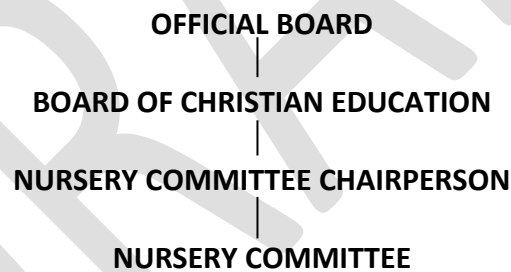 OFFICIAL BOARD
BOARD OF CHRISTIAN EDUCATION
NURSERY COMMITTEE CHAIRPERSON
NURSERY COMMITTEE